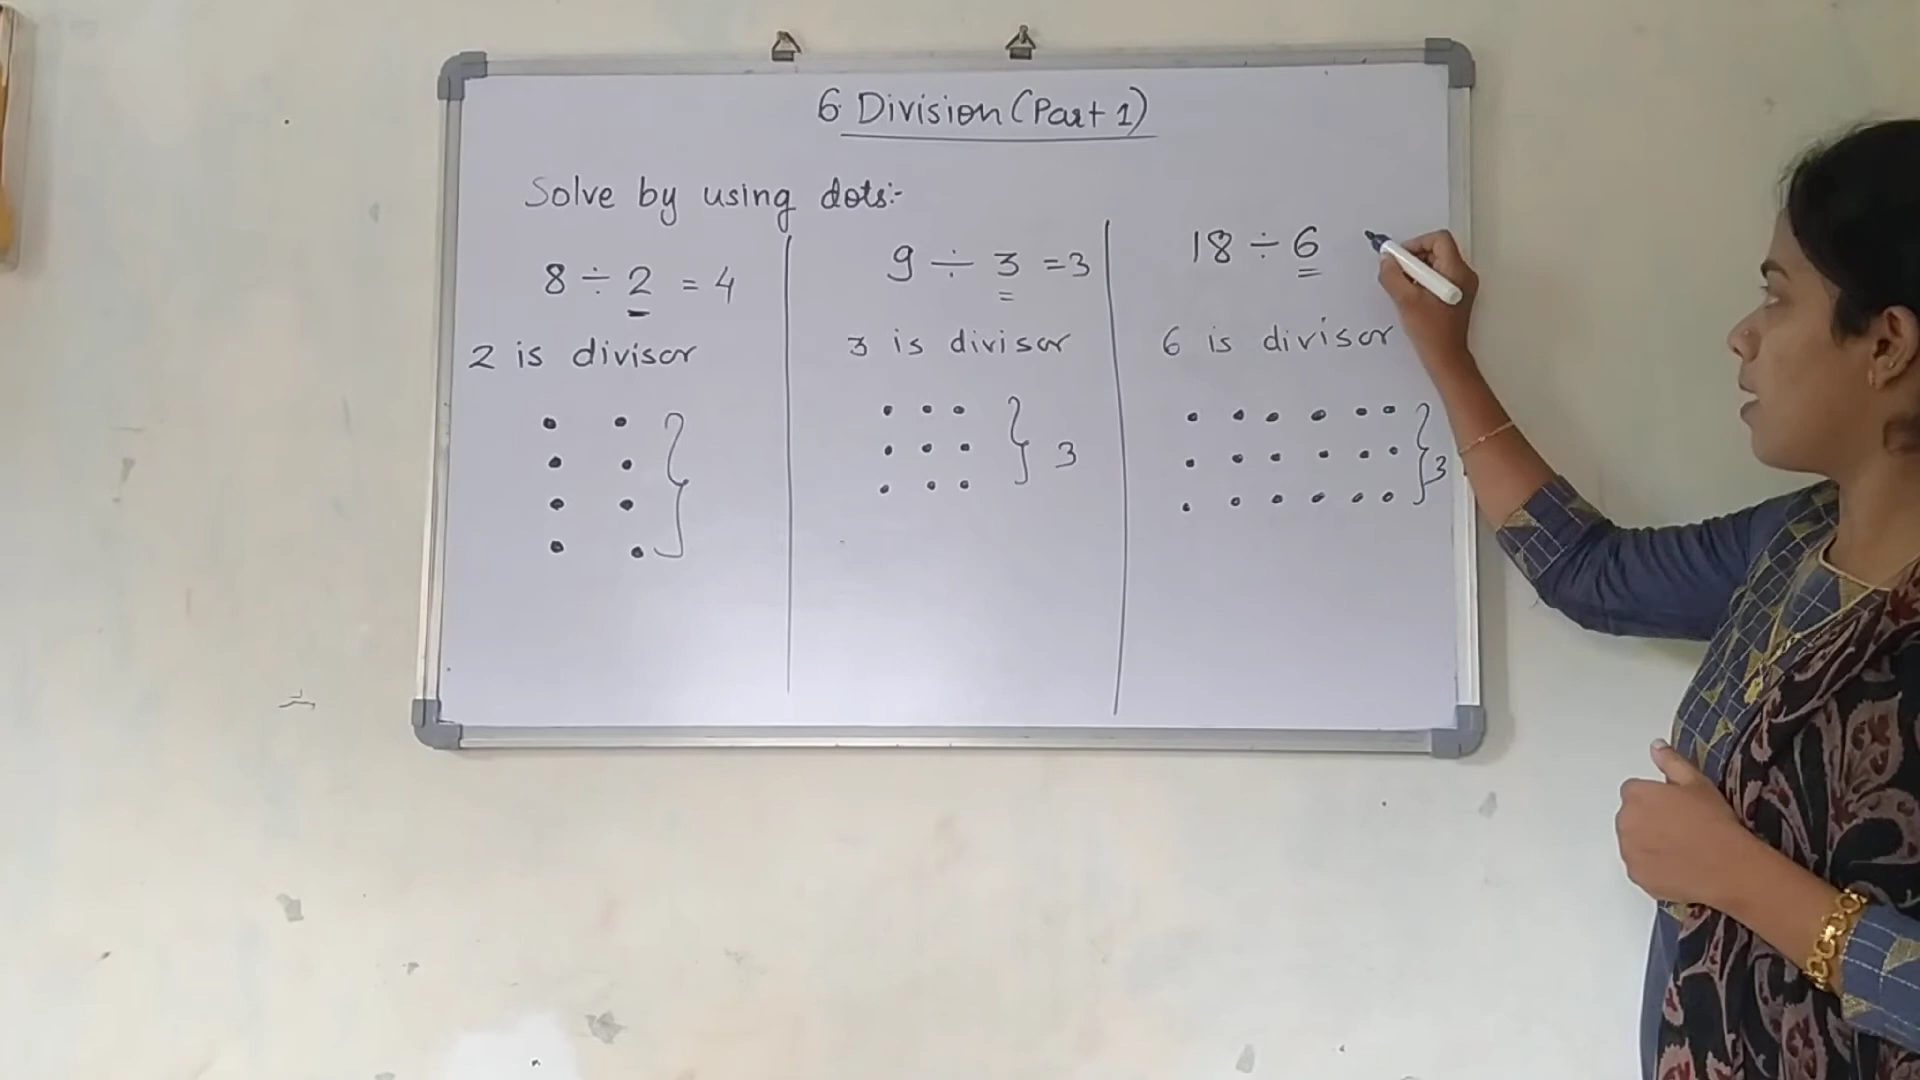 6 Division (Part 1)
Solve by using dots:-
8 ÷ 2 = 4
2 is divisor
9 ÷ 3 = 3
3 is divisor
3
18 ÷ 6
6 is divisor
3